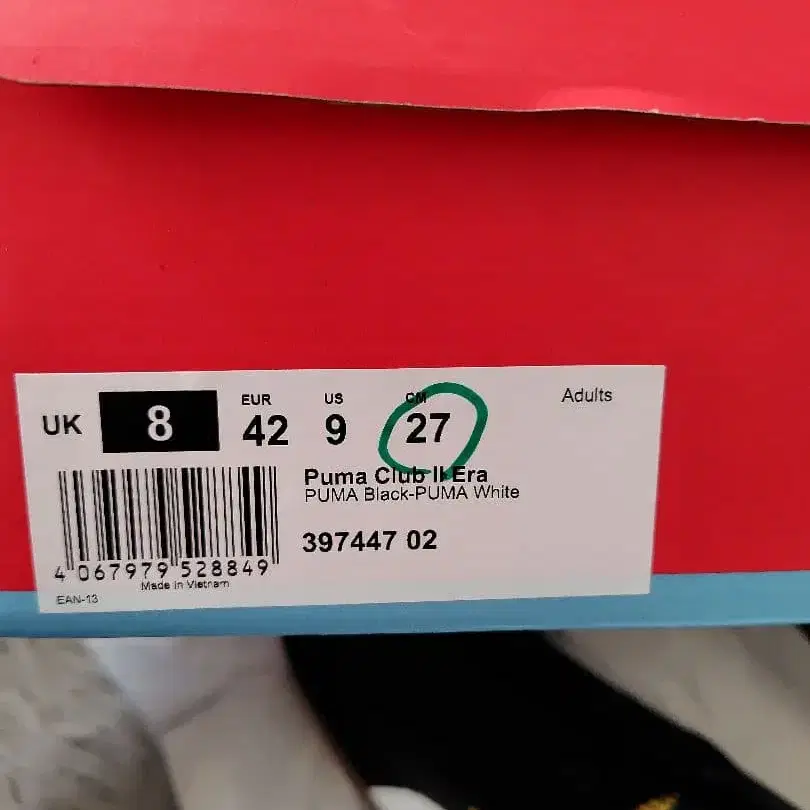 UK 8 EUR 42 US 9 CM 27 Adults
Puma Club II Era
PUMA Black-PUMA White
397447 02
4 067979 528849
Made in Vietnam
EAN-13